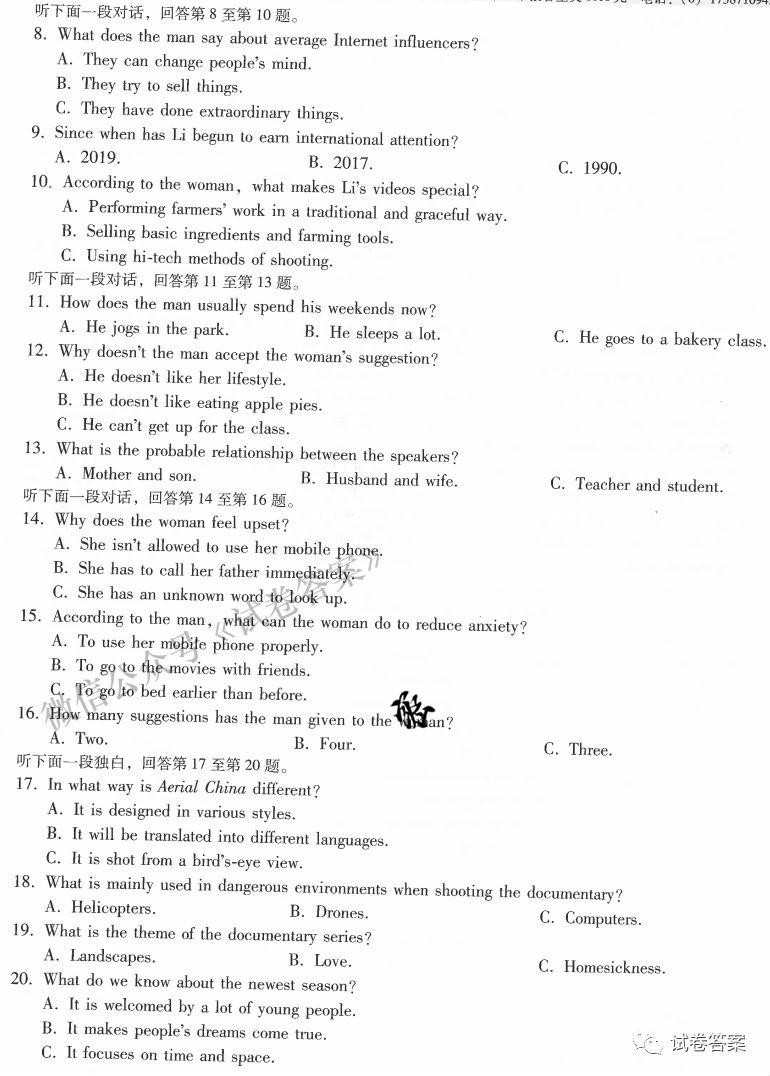 听下面一段对话，回答第 8 至第 10 题。
8. What does the man say about average Internet influencers?
A. They can change people's mind.
B. They try to sell things.
C. They have done extraordinary things.
9. Since when has Li begun to earn international attention?
A. 2019. B. 2017. C. 1990.
10. According to the woman, what makes Li's videos special?
A. Performing farmers' work in a traditional and graceful way.
B. Selling basic ingredients and farming tools.
C. Using hi-tech methods of shooting.
听下面一段对话，回答第 11 至第 13 题。
11. How does the man usually spend his weekends now?
A. He jogs in the park. B. He sleeps a lot. C. He goes to a bakery class.
12. Why doesn't the man accept the woman's suggestion?
A. He doesn't like her lifestyle.
B. He doesn't like eating apple pies.
C. He can't get up for the class.
13. What is the probable relationship between the speakers?
A. Mother and son. B. Husband and wife. C. Teacher and student.
听下面一段对话，回答第 14 至第 16 题。
14. Why does the woman feel upset?
A. She isn't allowed to use her mobile phone.
B. She has to call her father immediately.
C. She has an unknown word to look up.
15. According to the man, what can the woman do to reduce anxiety?
A. To use her mobile phone properly.
B. To go to the movies with friends.
C. To go to bed earlier than before.
微信公众号《试卷答案》
16. How many suggestions has the man given to the woman?
A. Two. B. Four. C. Three.
听下面一段独白，回答第 17 至第 20 题。
17. In what way is Aerial China different?
A. It is designed in various styles.
B. It will be translated into different languages.
C. It is shot from a bird's-eye view.
18. What is mainly used in dangerous environments when shooting the documentary?
A. Helicopters. B. Drones. C. Computers.
19. What is the theme of the documentary series?
A. Landscapes. B. Love. C. Homesickness.
20. What do we know about the newest season?
A. It is welcomed by a lot of young people.
B. It makes people's dreams come true.
C. It focuses on time and space.
试卷答案